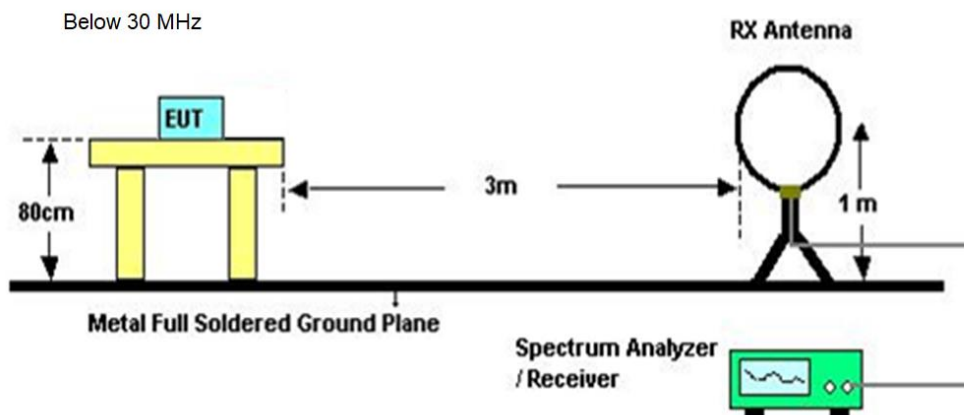 Below 30 MHz
RX Antenna
EUT
3m
80cm
1 m
Metal Full Soldered Ground Plane
Spectrum Analyzer
/ Receiver